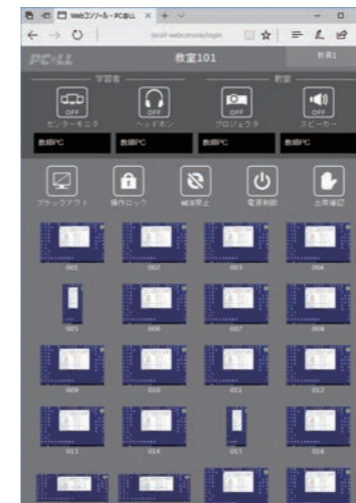 Webコンソール - PC@LL
PC@LL 教室101 教員1
学習者 教室
OFF OFF OFF OFF
センターモニタ ヘッドホン プロジェクタ スピーカー
教師PC 教師PC 教師PC 教師PC
ブラックアウト 操作ロック WEB禁止 電源制御 出席確認
001 002 003 004
005 006 007 008
009 010 011 012
013 014 015 016